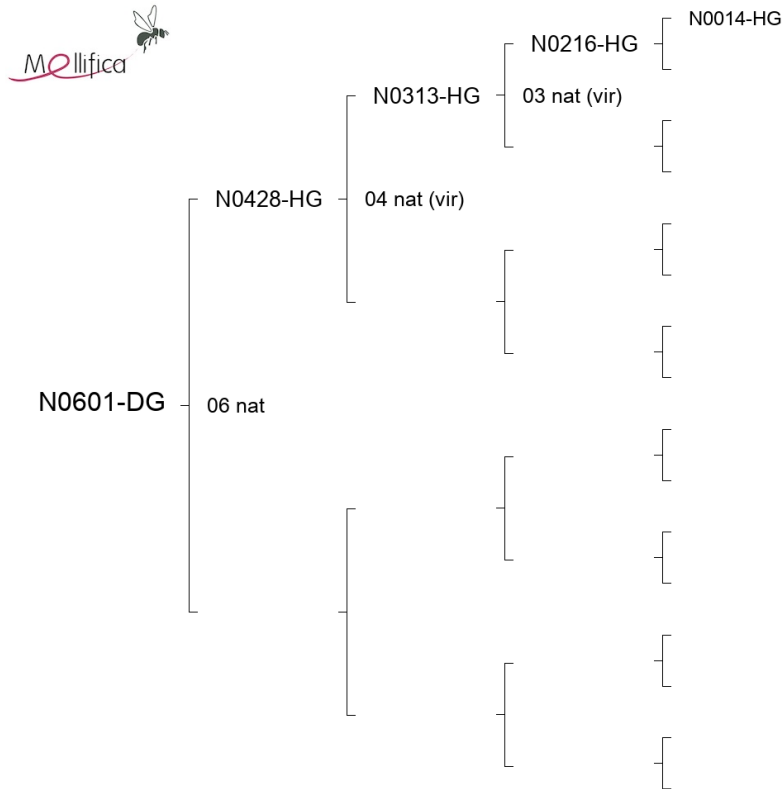 Mellifica
N0014-HG
N0216-HG
N0313-HG
03 nat (vir)
N0428-HG
04 nat (vir)
N0601-DG
06 nat